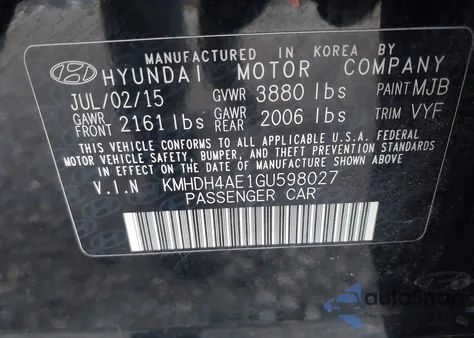 MANUFACTURED IN KOREA BY
HYUNDAI MOTOR COMPANY
JUL/02/15 GVWR 3880 lbs PAINT MJB
GAWR FRONT 2161 lbs GAWR REAR 2006 lbs TRIM VYF
THIS VEHICLE CONFORMS TO ALL APPLICABLE U.S.A. FEDERAL
MOTOR VEHICLE SAFETY, BUMPER, AND THEFT PREVENTION
STANDARDS IN EFFECT ON THE DATE OF MANUFACTURE SHOWN ABOVE.
V.I.N KMHDH4AE1GU598027
PASSENGER CAR
autosnap